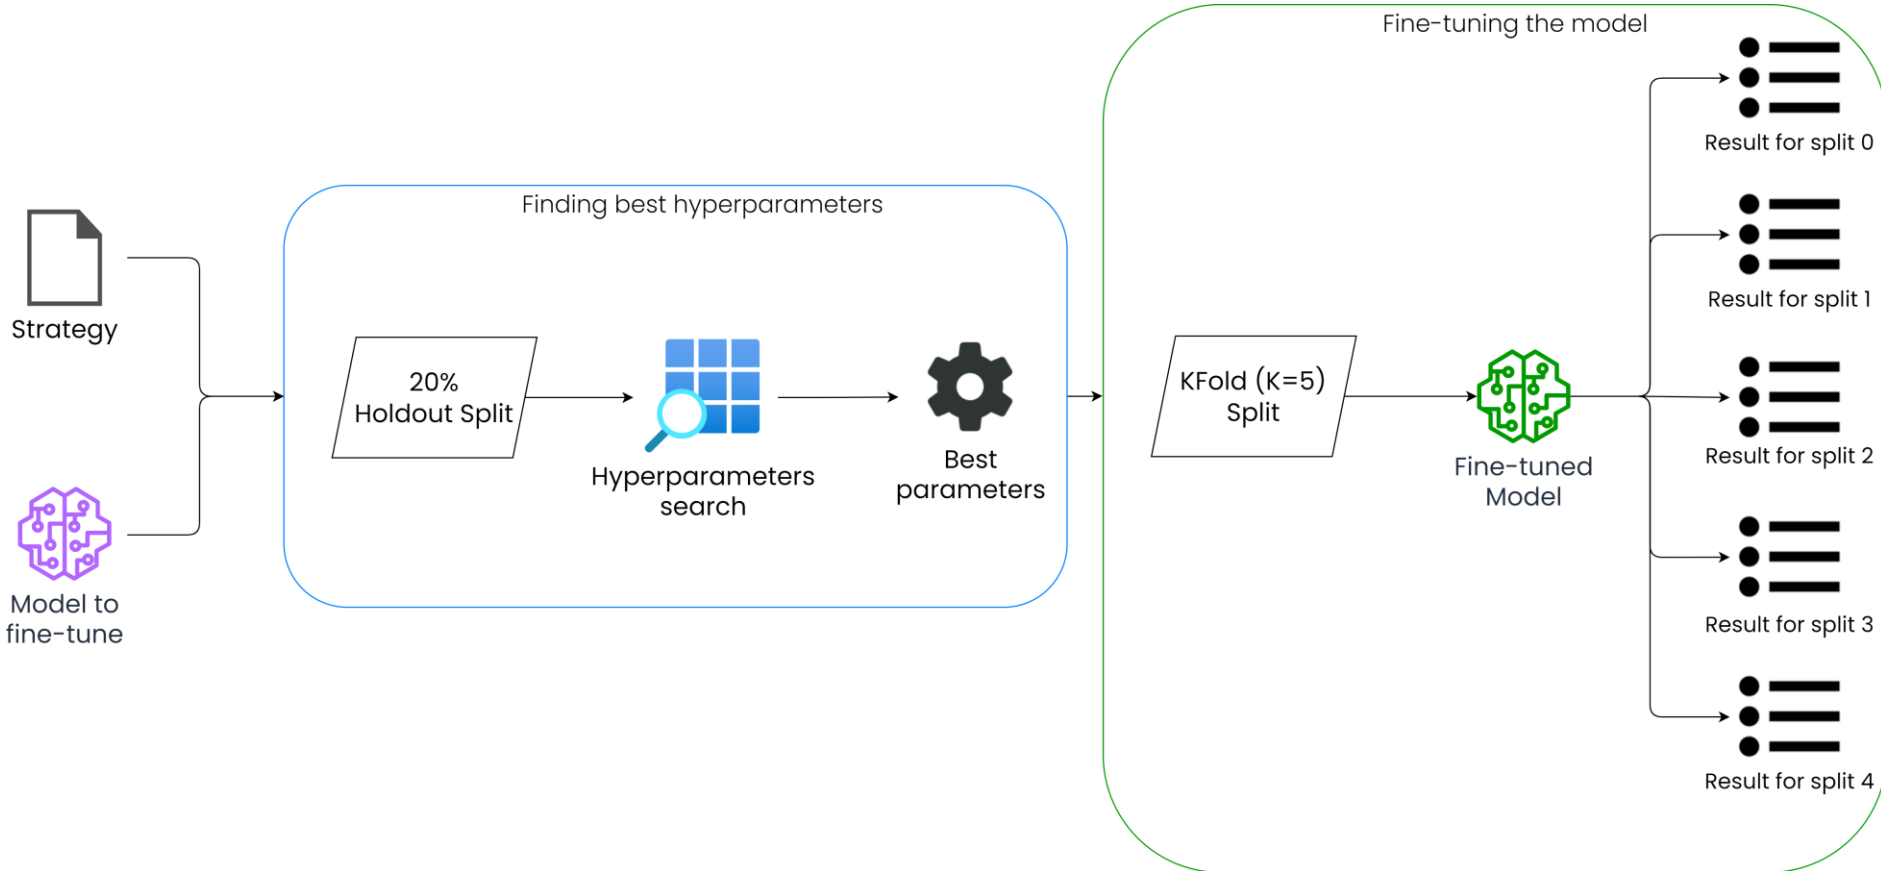 Strategy
Model to
fine-tune
Finding best hyperparameters
20%
Holdout Split
Hyperparameters
search
Best
parameters
Fine-tuning the model
KFold (K=5)
Split
Fine-tuned
Model
Result for split 0
Result for split 1
Result for split 2
Result for split 3
Result for split 4